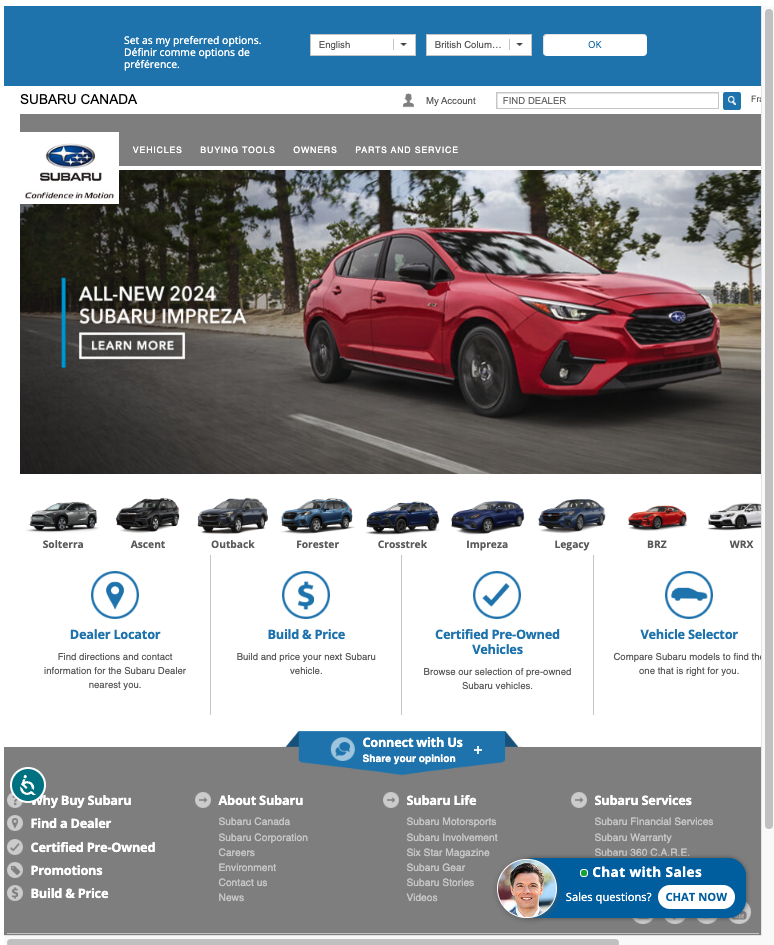 Set as my preferred options.
Définir comme options de
préférence.
English
British Colum...
OK
SUBARU CANADA
My Account
FIND DEALER
SUBARU
Confidence in Motion
VEHICLES
BUYING TOOLS
OWNERS
PARTS AND SERVICE
ALL-NEW 2024
SUBARU IMPREZA
LEARN MORE
Solterra
Ascent
Outback
Forester
Crosstrek
Impreza
Legacy
BRZ
WRX
Dealer Locator
Find directions and contact
information for the Subaru Dealer
nearest you.
Build & Price
Build and price your next Subaru
vehicle.
Certified Pre-Owned
Vehicles
Browse our selection of pre-owned
Subaru vehicles.
Vehicle Selector
Compare Subaru models to find the
one that is right for you.
Connect with Us
Share your opinion
+
Why Buy Subaru
Find a Dealer
Certified Pre-Owned
Promotions
Build & Price
About Subaru
Subaru Canada
Subaru Corporation
Careers
Environment
Contact us
News
Subaru Life
Subaru Motorsports
Subaru Involvement
Six Star Magazine
Subaru Gear
Subaru Stories
Videos
Subaru Services
Subaru Financial Services
Subaru Warranty
Subaru 360 C.A.R.E.
Chat with Sales
Sales questions?
CHAT NOW